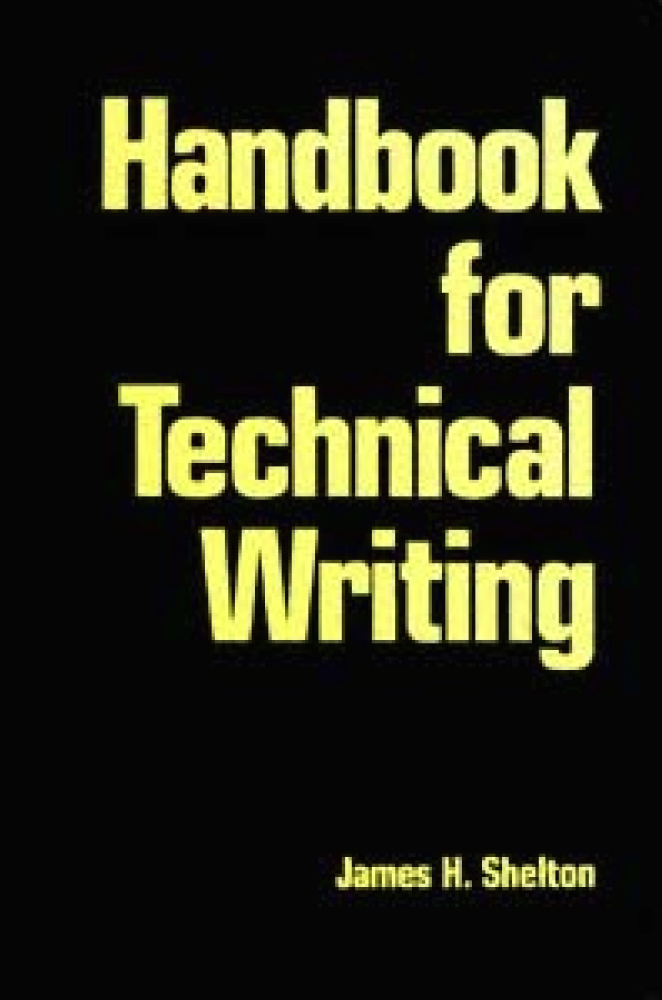 Handbook
for
Technical
Writing
James H. Shelton